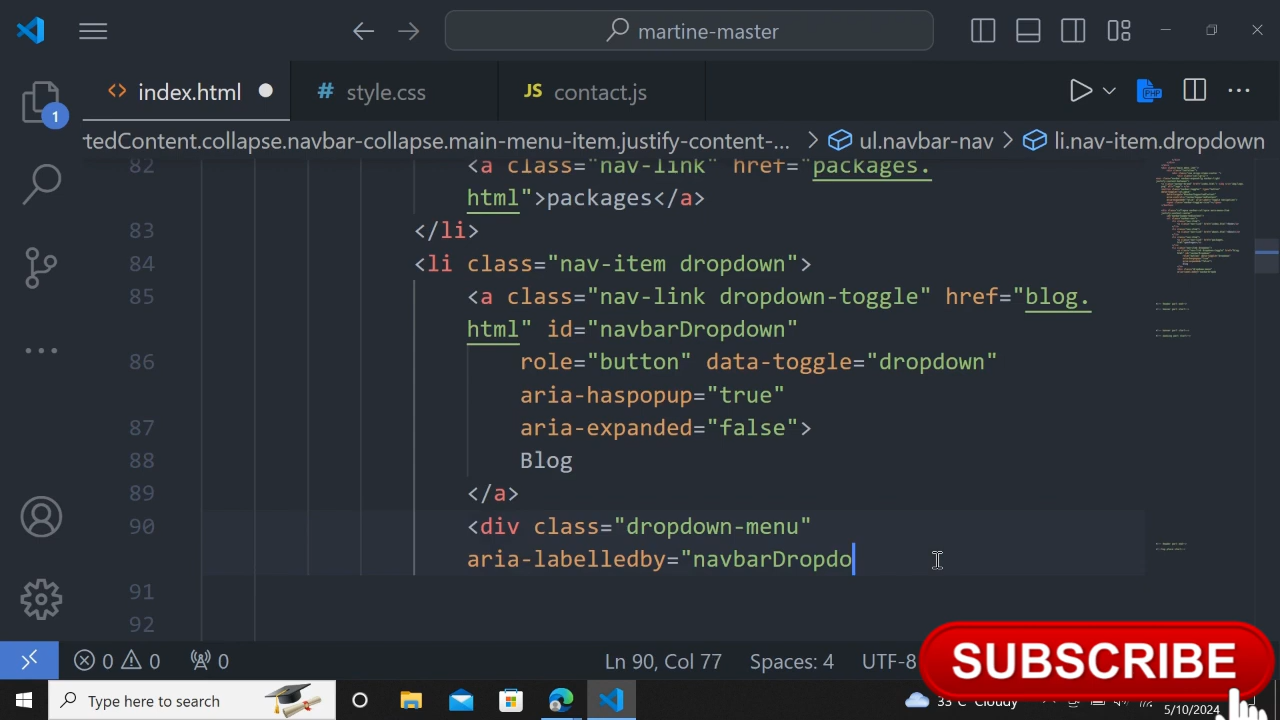 martine-master
index.html
# style.css
JS contact.js
PHP
1
tedContent.collapse.navbar-collapse.main-menu-item.justify-content-... > ul.navbar-nav > li.nav-item.dropdown
82 <a class="nav-link" href="packages.
html">packages</a>
83 </li>
84 <li class="nav-item dropdown">
85 <a class="nav-link dropdown-toggle" href="blog.
html" id="navbarDropdown"
86 role="button" data-toggle="dropdown"
aria-haspopup="true"
87 aria-expanded="false">
88 Blog
89 </a>
90 <div class="dropdown-menu"
aria-labelledby="navbarDropdo
91
92
0 0 0 Ln 90, Col 77 Spaces: 4 UTF-8
SUBSCRIBE
Type here to search
33°C Cloudy
5/10/2024